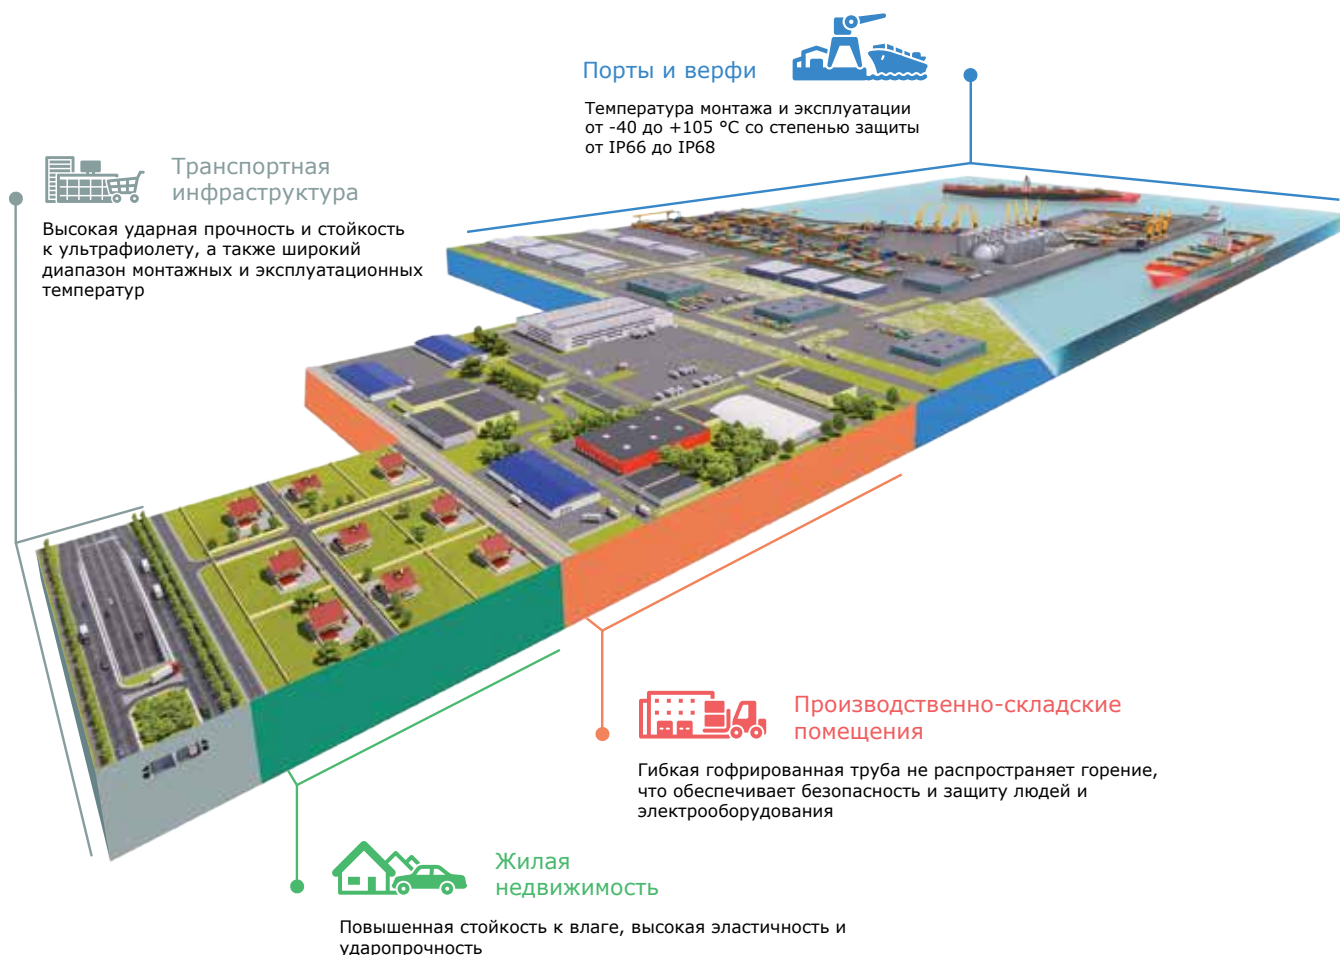 Порты и верфи
Температура монтажа и эксплуатации
от -40 до +105 °C со степенью защиты
от IP66 до IP68
Транспортная
инфраструктура
Высокая ударная прочность и стойкость
к ультрафиолету, а также широкий
диапазон монтажных и эксплуатационных
температур
Производственно-складские
помещения
Гибкая гофрированная труба не распространяет горение,
что обеспечивает безопасность и защиту людей и
электрооборудования
Жилая
недвижимость
Повышенная стойкость к влаге, высокая эластичность и
ударопрочность